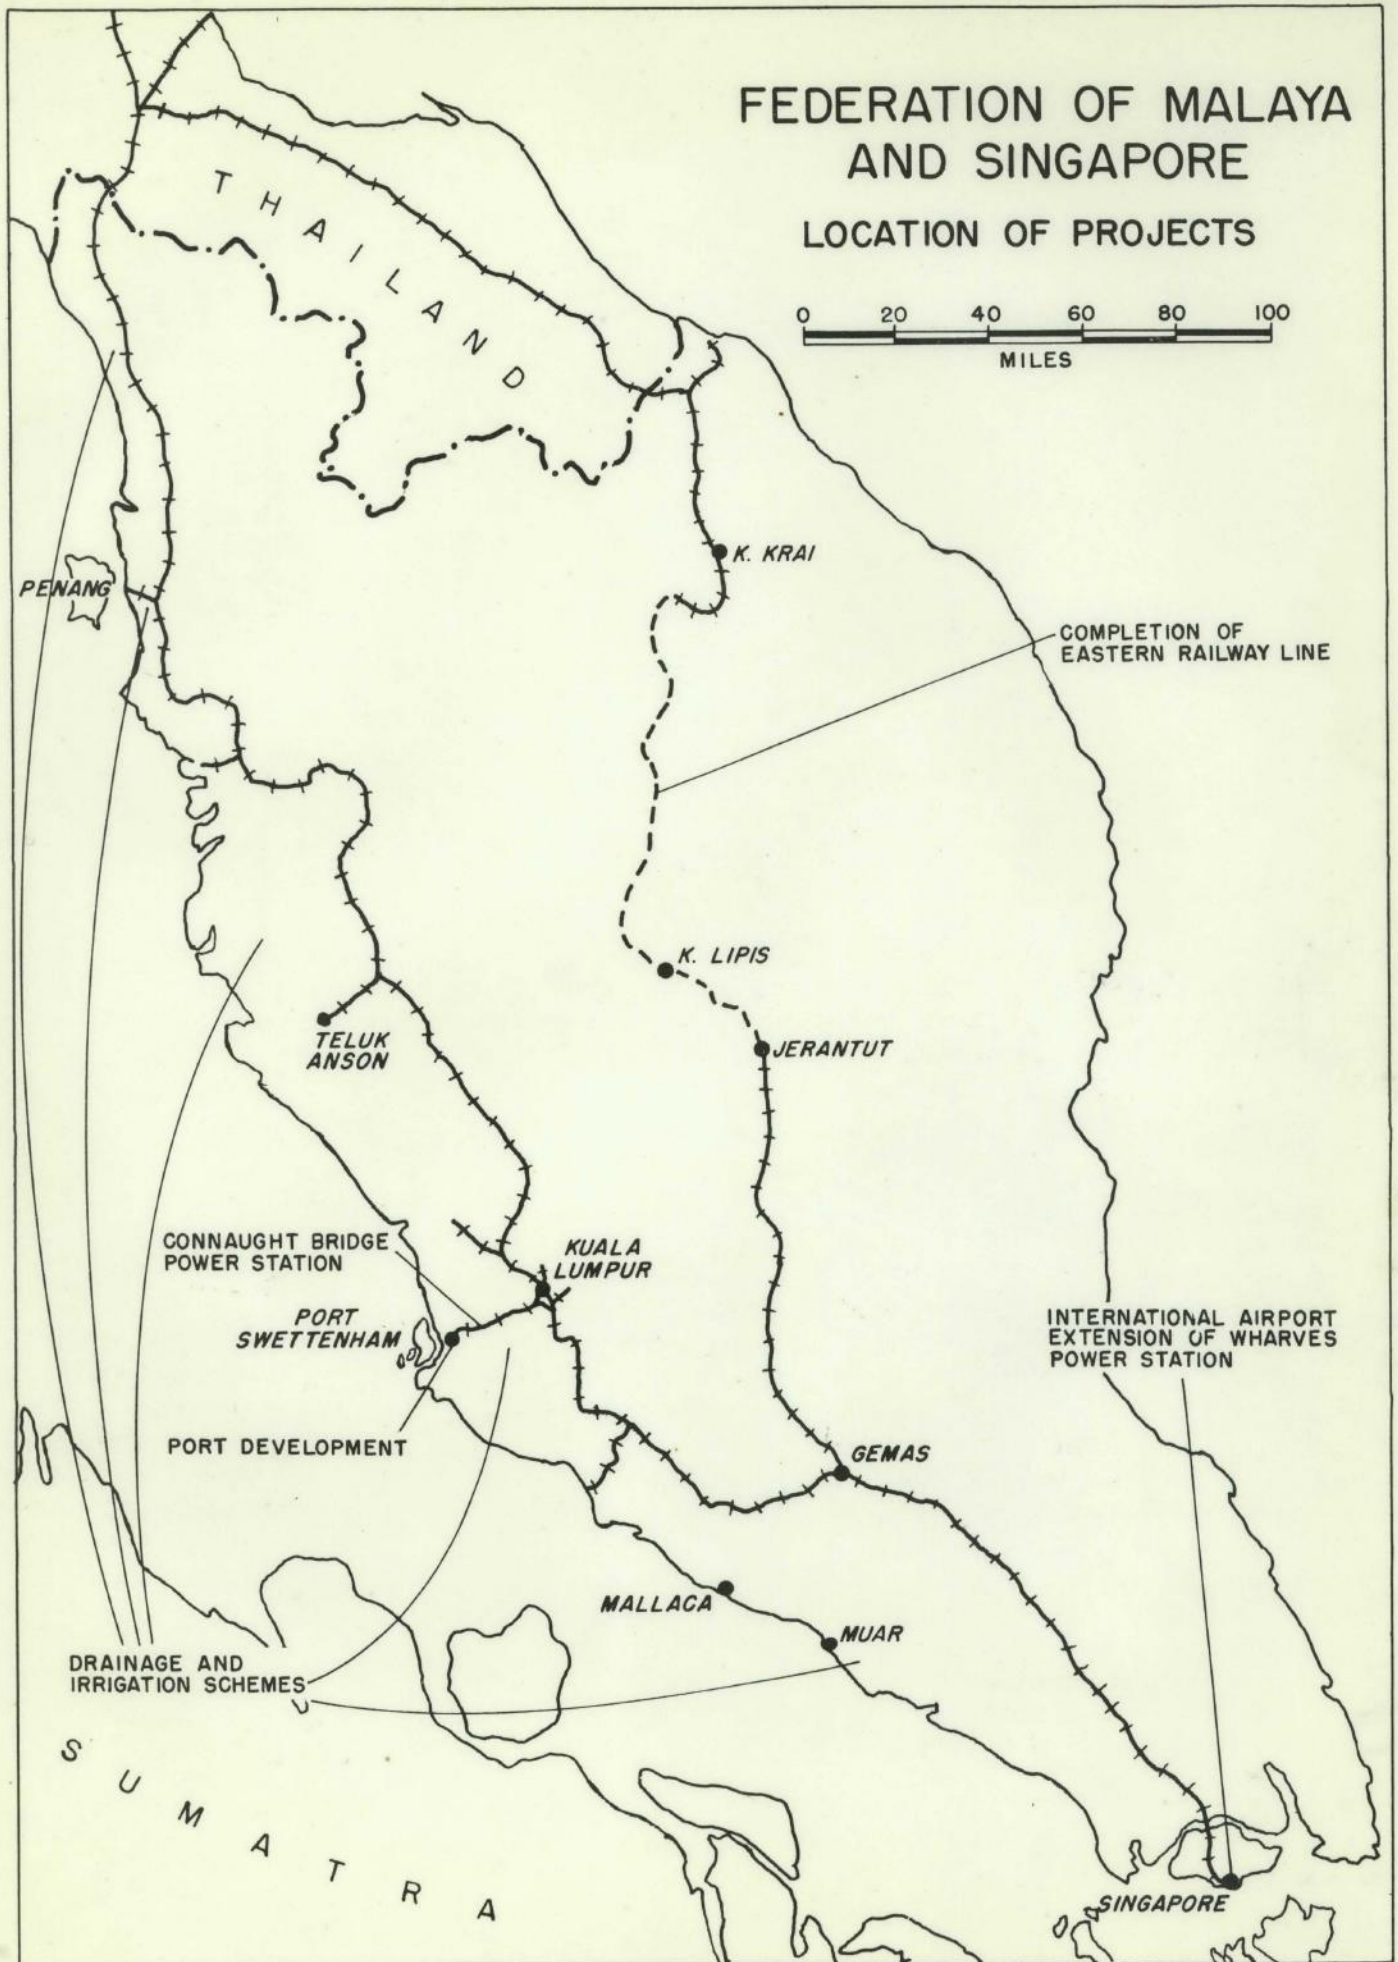 FEDERATION OF MALAYA
AND SINGAPORE
LOCATION OF PROJECTS
0 20 40 60 80 100
MILES
THAILAND
K. KRAI
PENANG
COMPLETION OF
EASTERN RAILWAY LINE
K. LIPIS
TELUK
ANSON
JERANTUT
CONNAUGHT BRIDGE
POWER STATION
KUALA
LUMPUR
PORT
SWETTENHAM
INTERNATIONAL AIRPORT
EXTENSION OF WHARVES
POWER STATION
PORT DEVELOPMENT
GEMAS
MALLACA
MUAR
DRAINAGE AND
IRRIGATION SCHEMES
SUMATRA
SINGAPORE